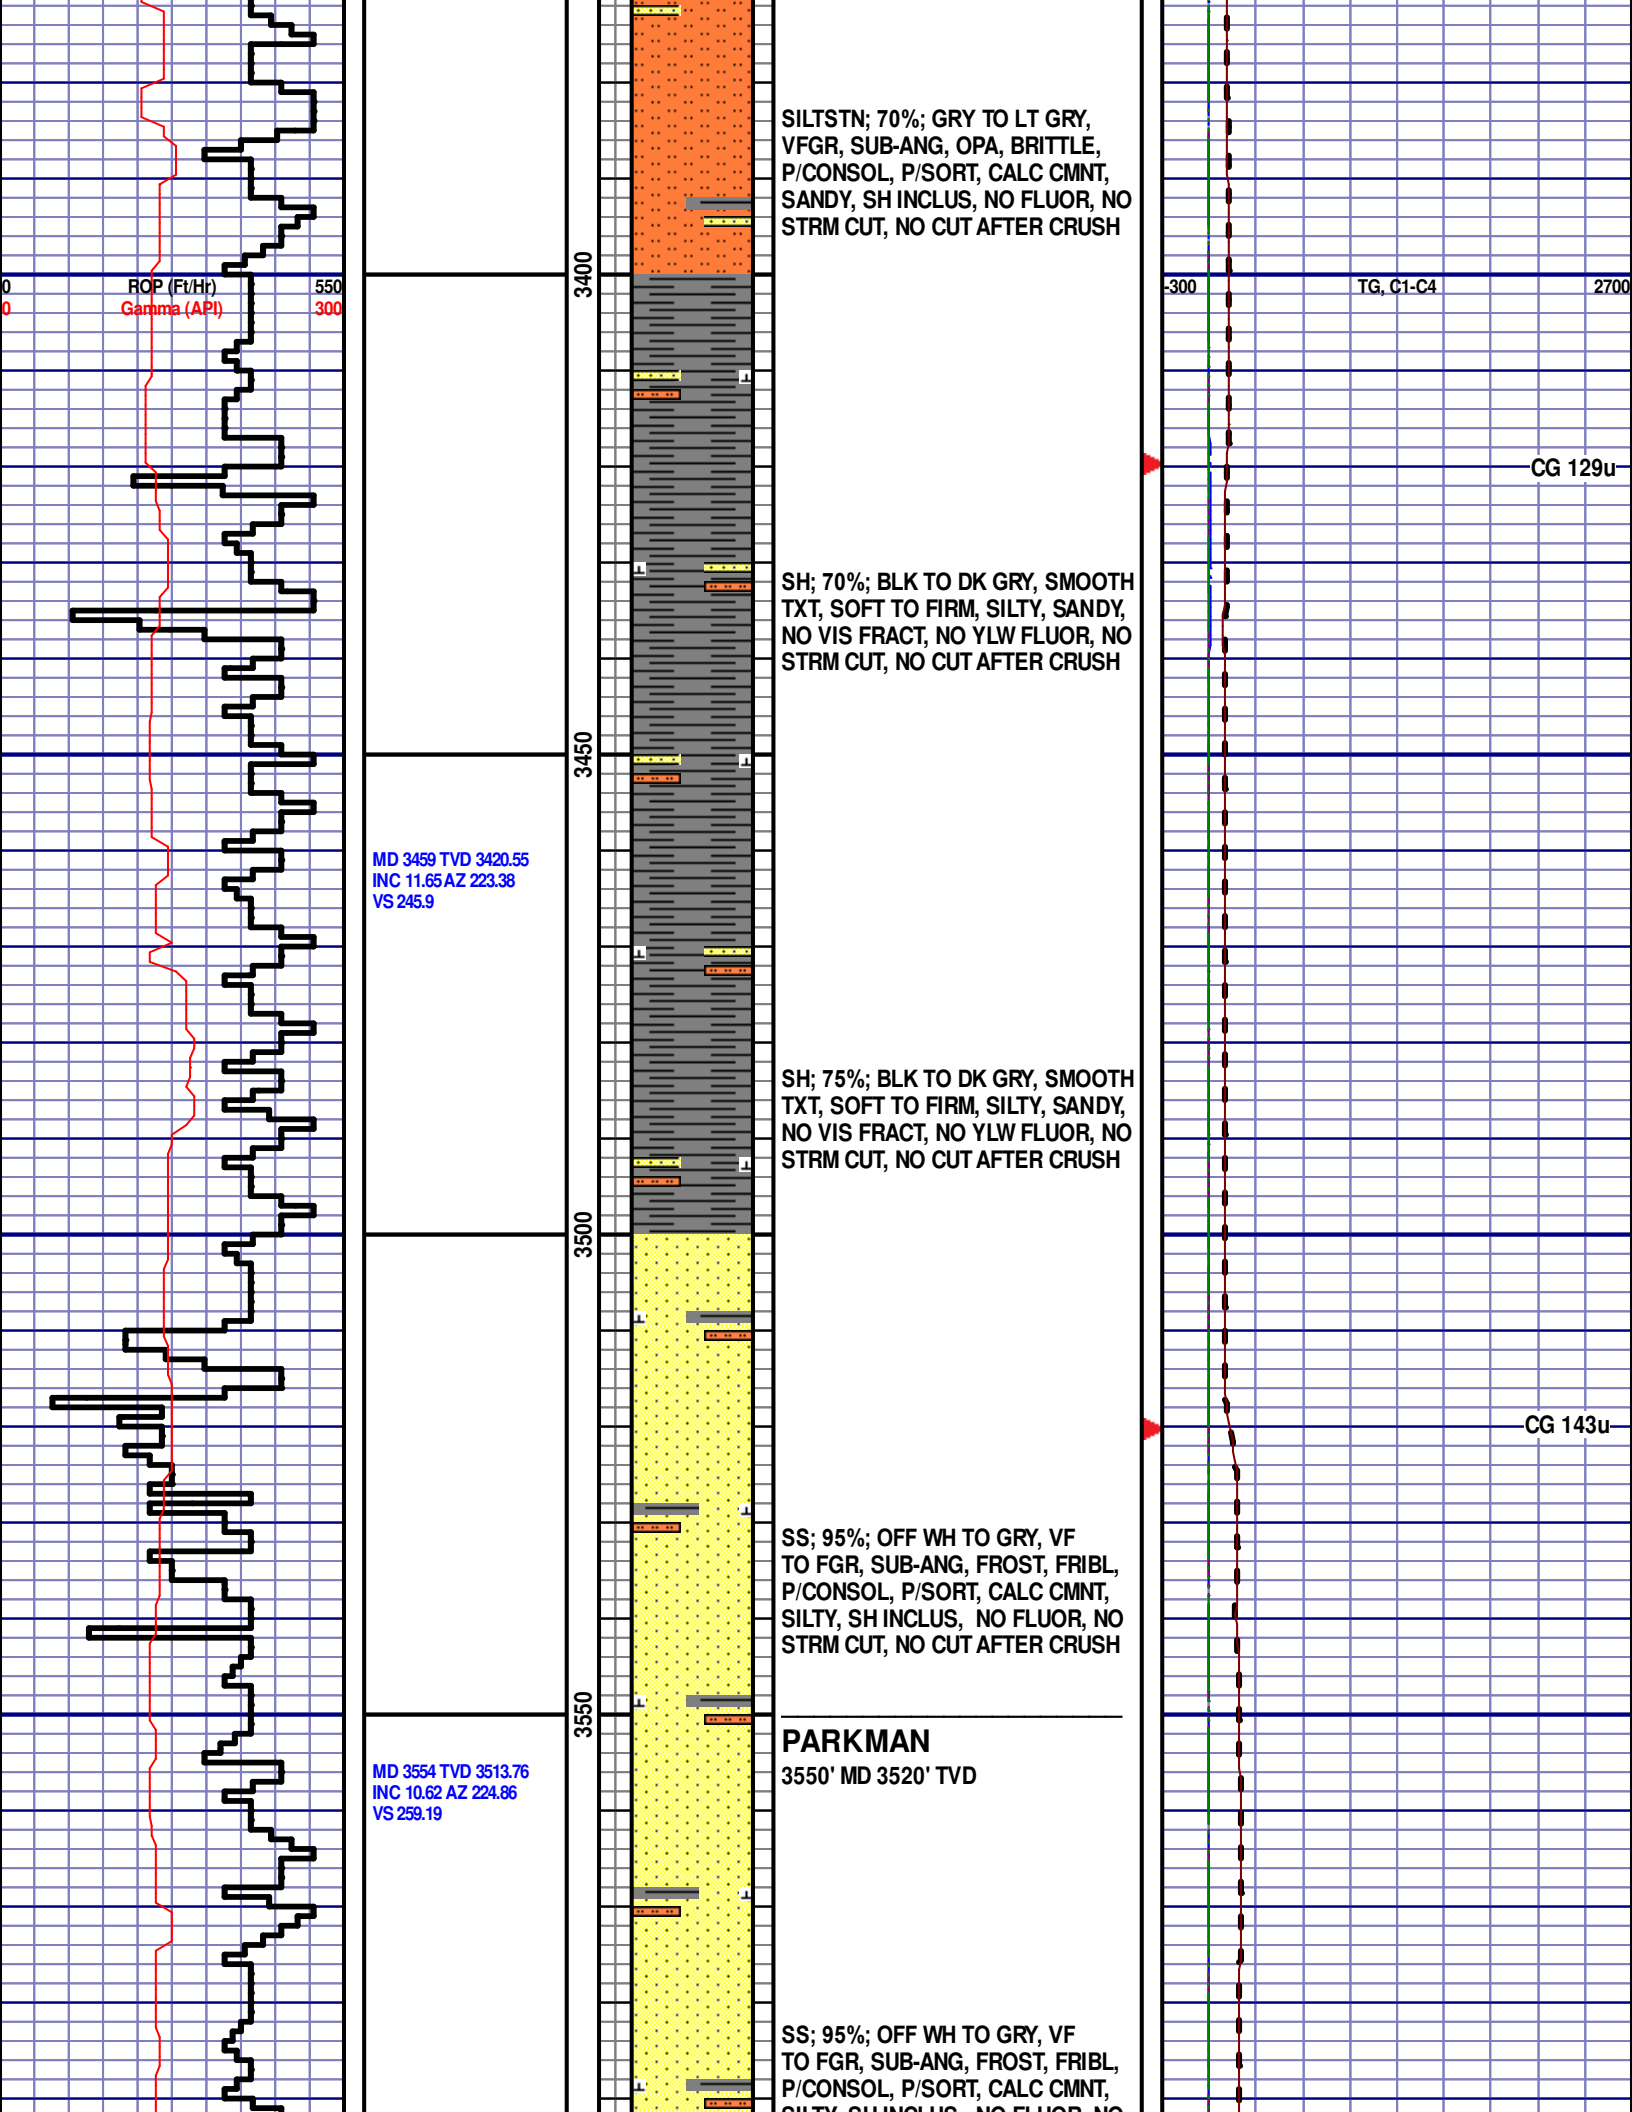 SILTSTN; 70%; GRY TO LT GRY,
VFGR, SUB-ANG, OPA, BRITTLE,
P/CONSOL, P/SORT, CALC CMNT,
SANDY, SH INCLUS, NO FLUOR, NO
STRM CUT, NO CUT AFTER CRUSH
3400
0 ROP (Ft/Hr) 550
0 Gamma (API) 300
-300 TG, C1-C4 2700
CG 129u
SH; 70%; BLK TO DK GRY, SMOOTH
TXT, SOFT TO FIRM, SILTY, SANDY,
NO VIS FRACT, NO YLW FLUOR, NO
STRM CUT, NO CUT AFTER CRUSH
3450
MD 3459 TVD 3420.55
INC 11.65 AZ 223.38
VS 245.9
SH; 75%; BLK TO DK GRY, SMOOTH
TXT, SOFT TO FIRM, SILTY, SANDY,
NO VIS FRACT, NO YLW FLUOR, NO
STRM CUT, NO CUT AFTER CRUSH
3500
CG 143u
SS; 95%; OFF WH TO GRY, VF
TO FGR, SUB-ANG, FROST, FRIBL,
P/CONSOL, P/SORT, CALC CMNT,
SILTY, SH INCLUS, NO FLUOR, NO
STRM CUT, NO CUT AFTER CRUSH
3550
PARKMAN
3550' MD 3520' TVD
MD 3554 TVD 3513.76
INC 10.62 AZ 224.86
VS 259.19
SS; 95%; OFF WH TO GRY, VF
TO FGR, SUB-ANG, FROST, FRIBL,
P/CONSOL, P/SORT, CALC CMNT,
SILTY, SH INCLUS, NO FLUOR, NO